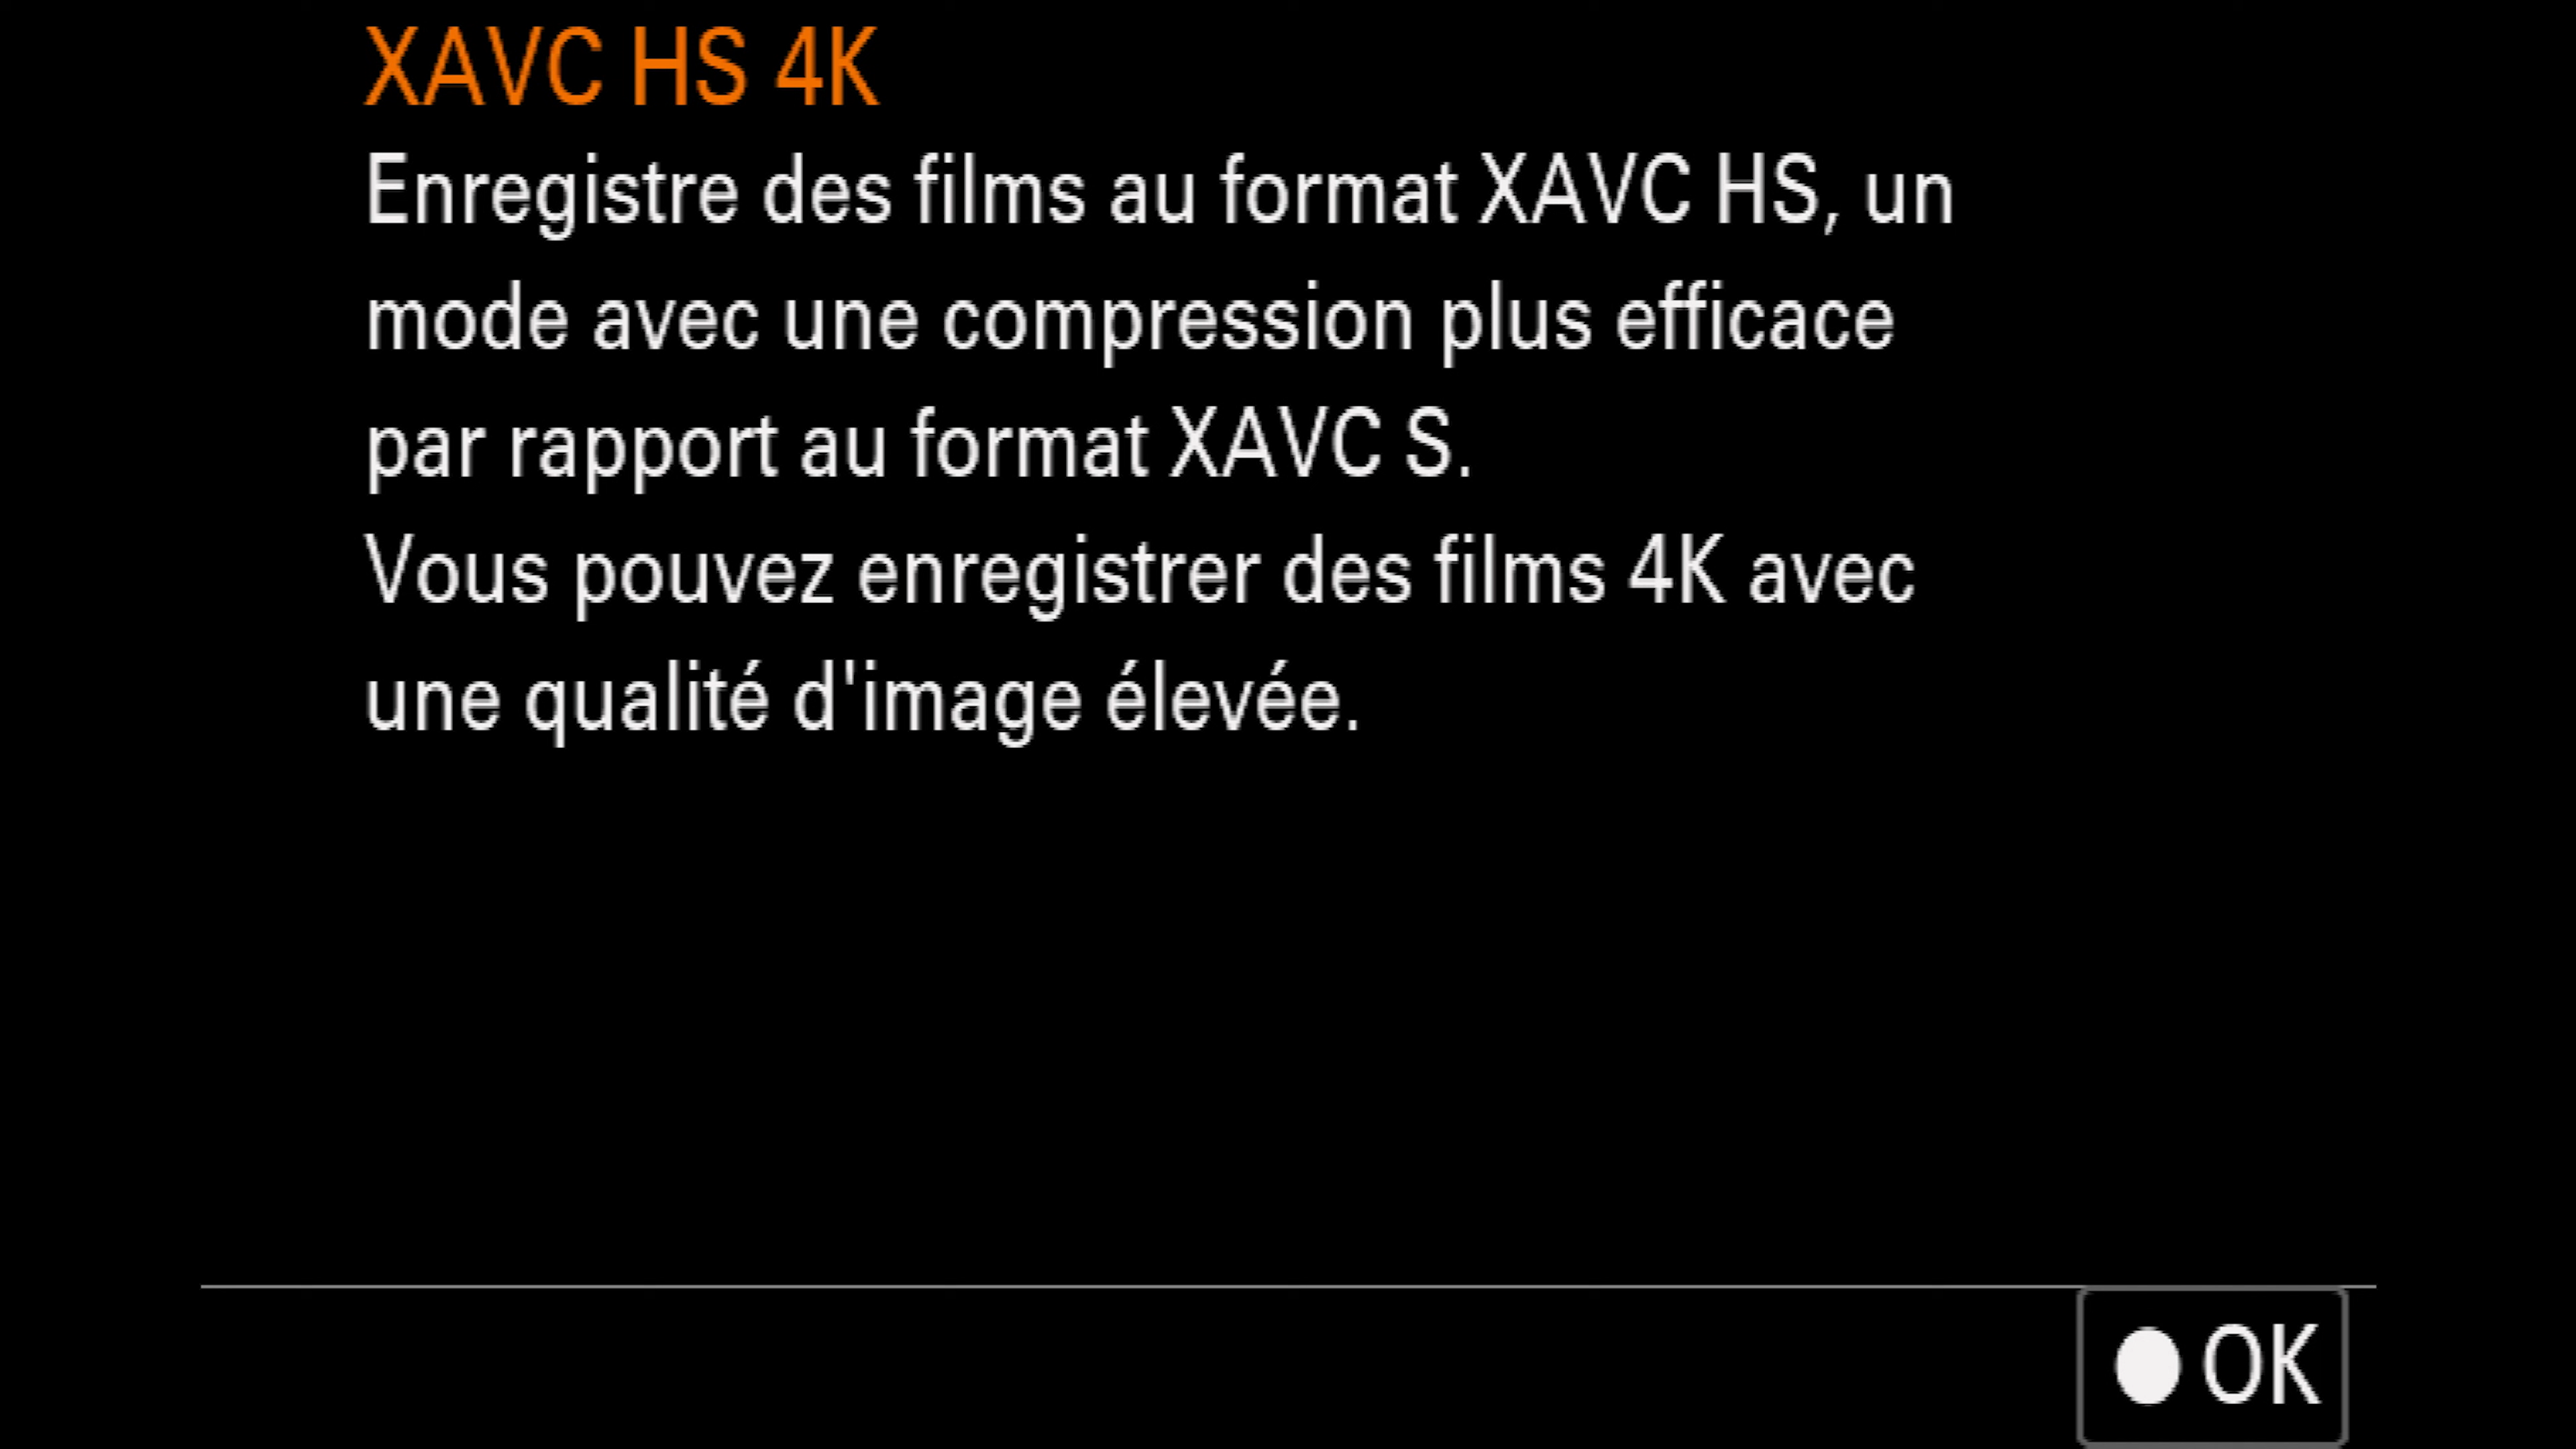 XAVC HS 4K
Enregistre des films au format XAVC HS, un
mode avec une compression plus efficace
par rapport au format XAVC S.
Vous pouvez enregistrer des films 4K avec
une qualité d'image élevée.
OK